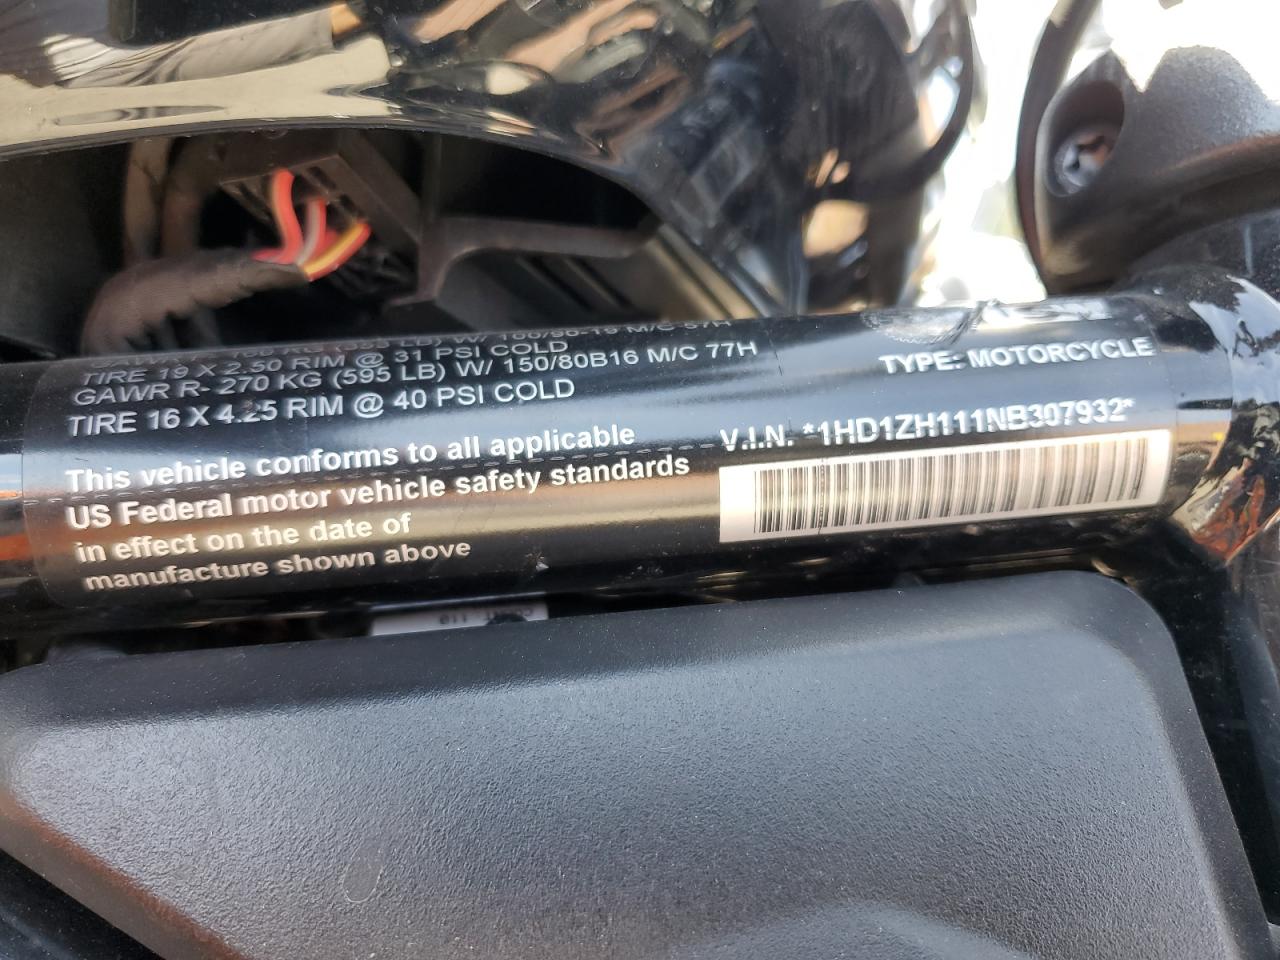 TIRE 19 X 2.50 RIM @ 31 PSI COLD
GAWR R- 270 KG (595 LB) W/ 150/80B16 M/C 77H
TIRE 16 X 4.25 RIM @ 40 PSI COLD
This vehicle conforms to all applicable
US Federal motor vehicle safety standards
in effect on the date of
manufacture shown above
TYPE: MOTORCYCLE
V.I.N. *1HD1ZH111NB307932*